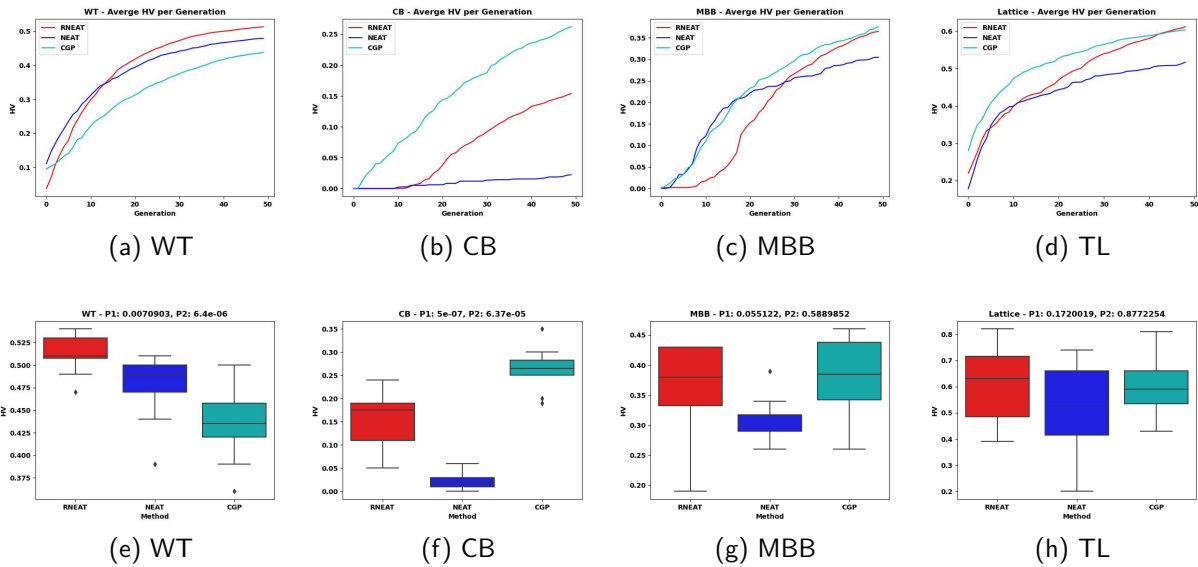 WT - Averge HV per Generation
RNEAT
NEAT
CGP
HV
0.5
0.4
0.3
0.2
0.1
0
10
20
30
40
50
Generation
(a) WT
CB - Averge HV per Generation
RNEAT
NEAT
CGP
HV
0.25
0.20
0.15
0.10
0.05
0.00
0
10
20
30
40
50
Generation
(b) CB
MBB - Averge HV per Generation
RNEAT
NEAT
CGP
HV
0.35
0.30
0.25
0.20
0.15
0.10
0.05
0.00
0
10
20
30
40
50
Generation
(c) MBB
Lattice - Averge HV per Generation
RNEAT
NEAT
CGP
HV
0.6
0.5
0.4
0.3
0.2
0
10
20
30
40
50
Generation
(d) TL
WT - P1: 0.0070903, P2: 6.4e-06
HV
0.525
0.500
0.475
0.450
0.425
0.400
0.375
RNEAT
NEAT
CGP
Method
(e) WT
CB - P1: 5e-07, P2: 6.37e-05
HV
0.35
0.30
0.25
0.20
0.15
0.10
0.05
0.00
RNEAT
NEAT
CGP
Method
(f) CB
MBB - P1: 0.055122, P2: 0.5889852
HV
0.45
0.40
0.35
0.30
0.25
0.20
RNEAT
NEAT
CGP
Method
(g) MBB
Lattice - P1: 0.1720019, P2: 0.8772254
HV
0.8
0.7
0.6
0.5
0.4
0.3
0.2
RNEAT
NEAT
CGP
Method
(h) TL